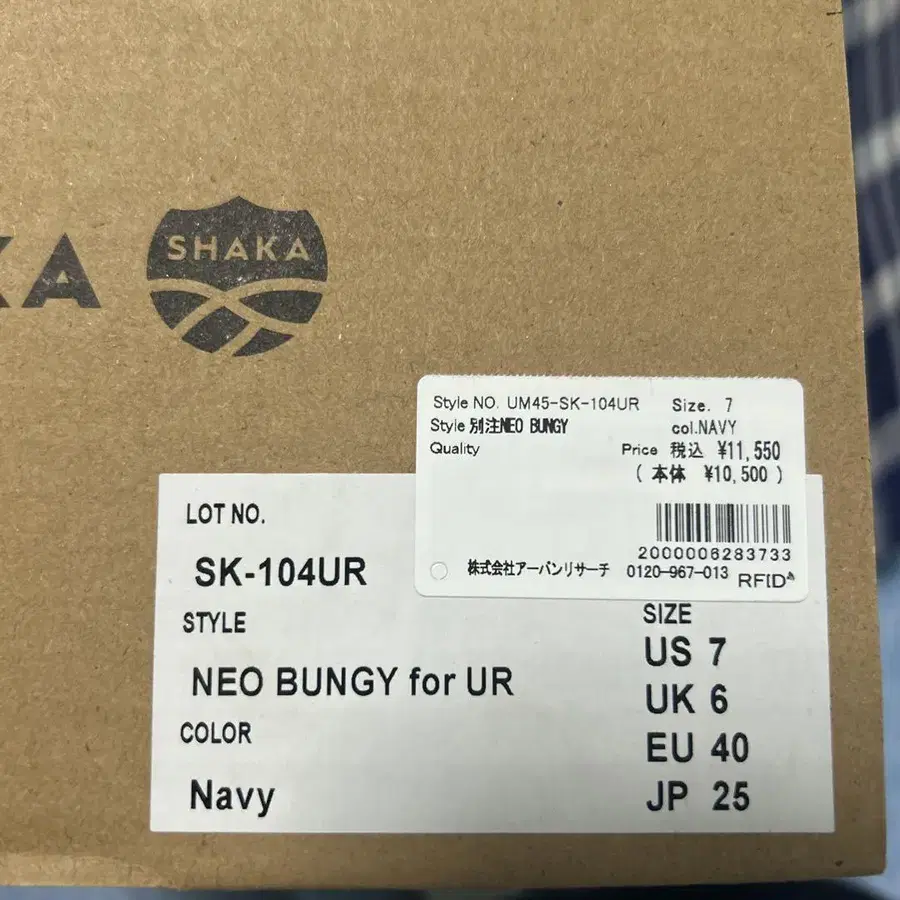 KA
SHAKA
Style NO. UM45-SK-104UR Size. 7
Style 別注NEO BUNGY col.NAVY
Quality Price 税込 ¥11,550
( 本体 ¥10,500 )
2000006283733
株式会社アーバンリサーチ 0120-967-013 RFID
LOT NO.
SK-104UR
STYLE
NEO BUNGY for UR
COLOR
Navy
SIZE
US 7
UK 6
EU 40
JP 25